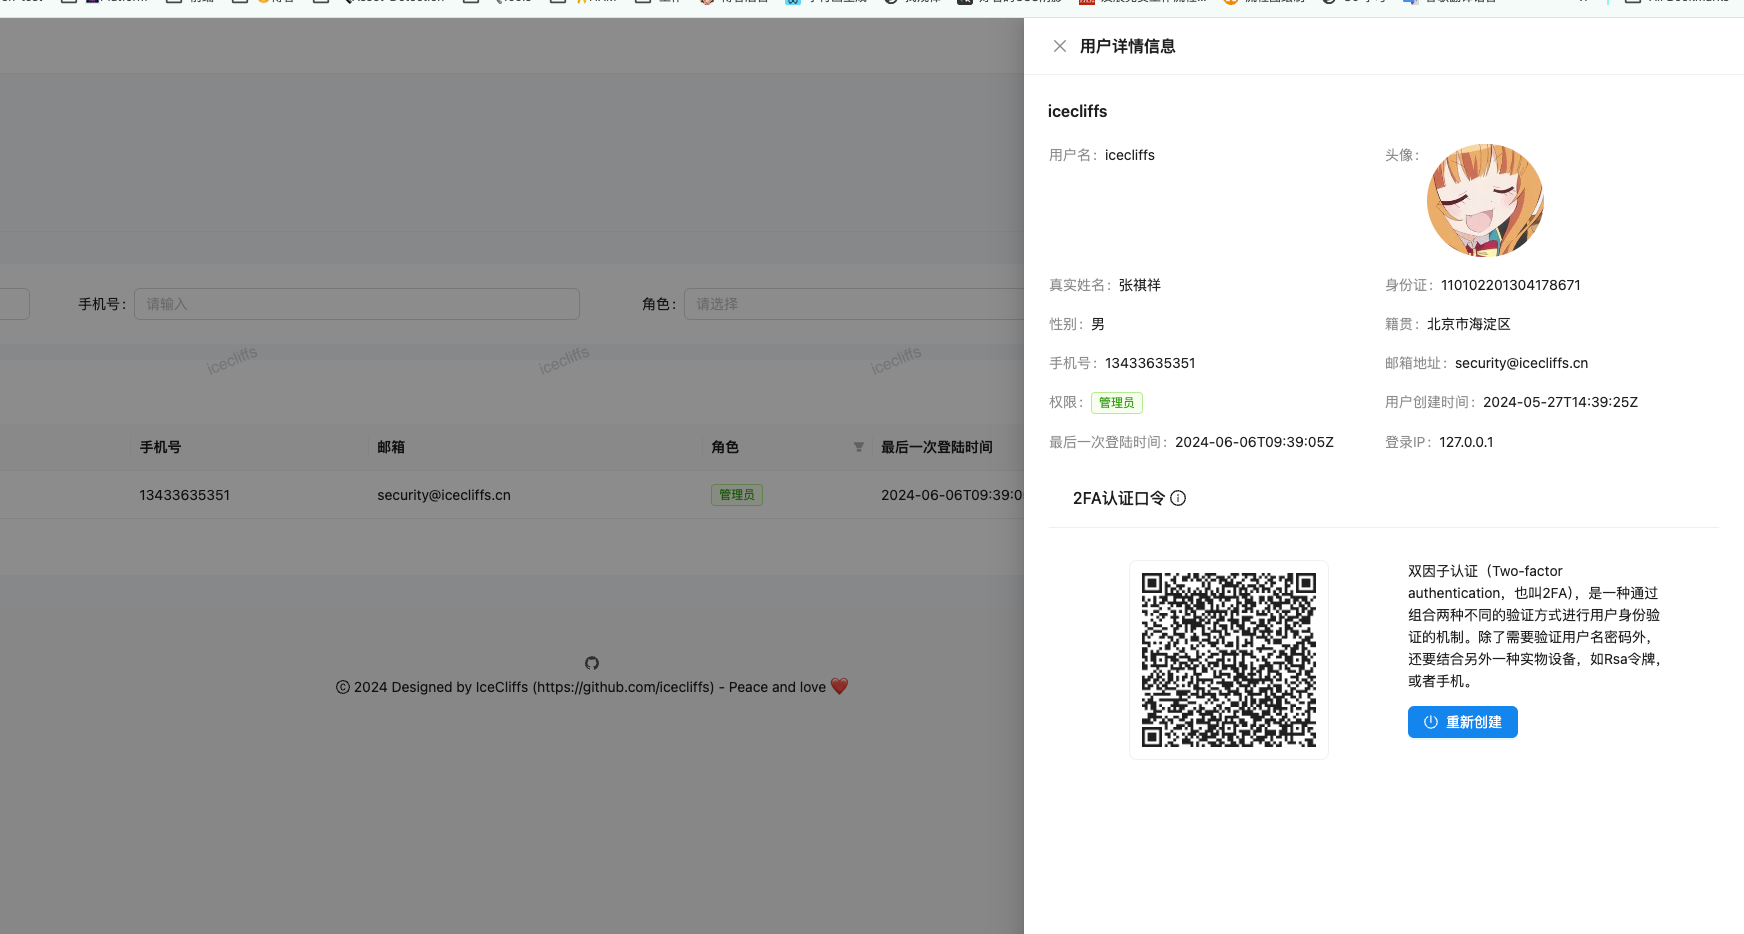 All Bookmarks
用户详情信息
icecliffs
用户名：icecliffs
头像：
真实姓名：张祺祥
身份证：110102201304178671
性别：男
籍贯：北京市海淀区
手机号：13433635351
邮箱地址：security@icecliffs.cn
权限：管理员
用户创建时间：2024-05-27T14:39:25Z
最后一次登陆时间：2024-06-06T09:39:05Z
登录IP：127.0.0.1
2FA认证口令
双因子认证（Two-factor
authentication，也叫2FA），是一种通过
组合两种不同的验证方式进行用户身份验
证的机制。除了需要验证用户名密码外，
还要结合另外一种实物设备，如Rsa令牌，
或者手机。
重新创建
手机号：请输入
角色：请选择
icecliffs
icecliffs
icecliffs
手机号 邮箱 角色 最后一次登陆时间
13433635351 security@icecliffs.cn 管理员 2024-06-06T09:39:0
© 2024 Designed by IceCliffs (https://github.com/icecliffs) - Peace and love ❤️